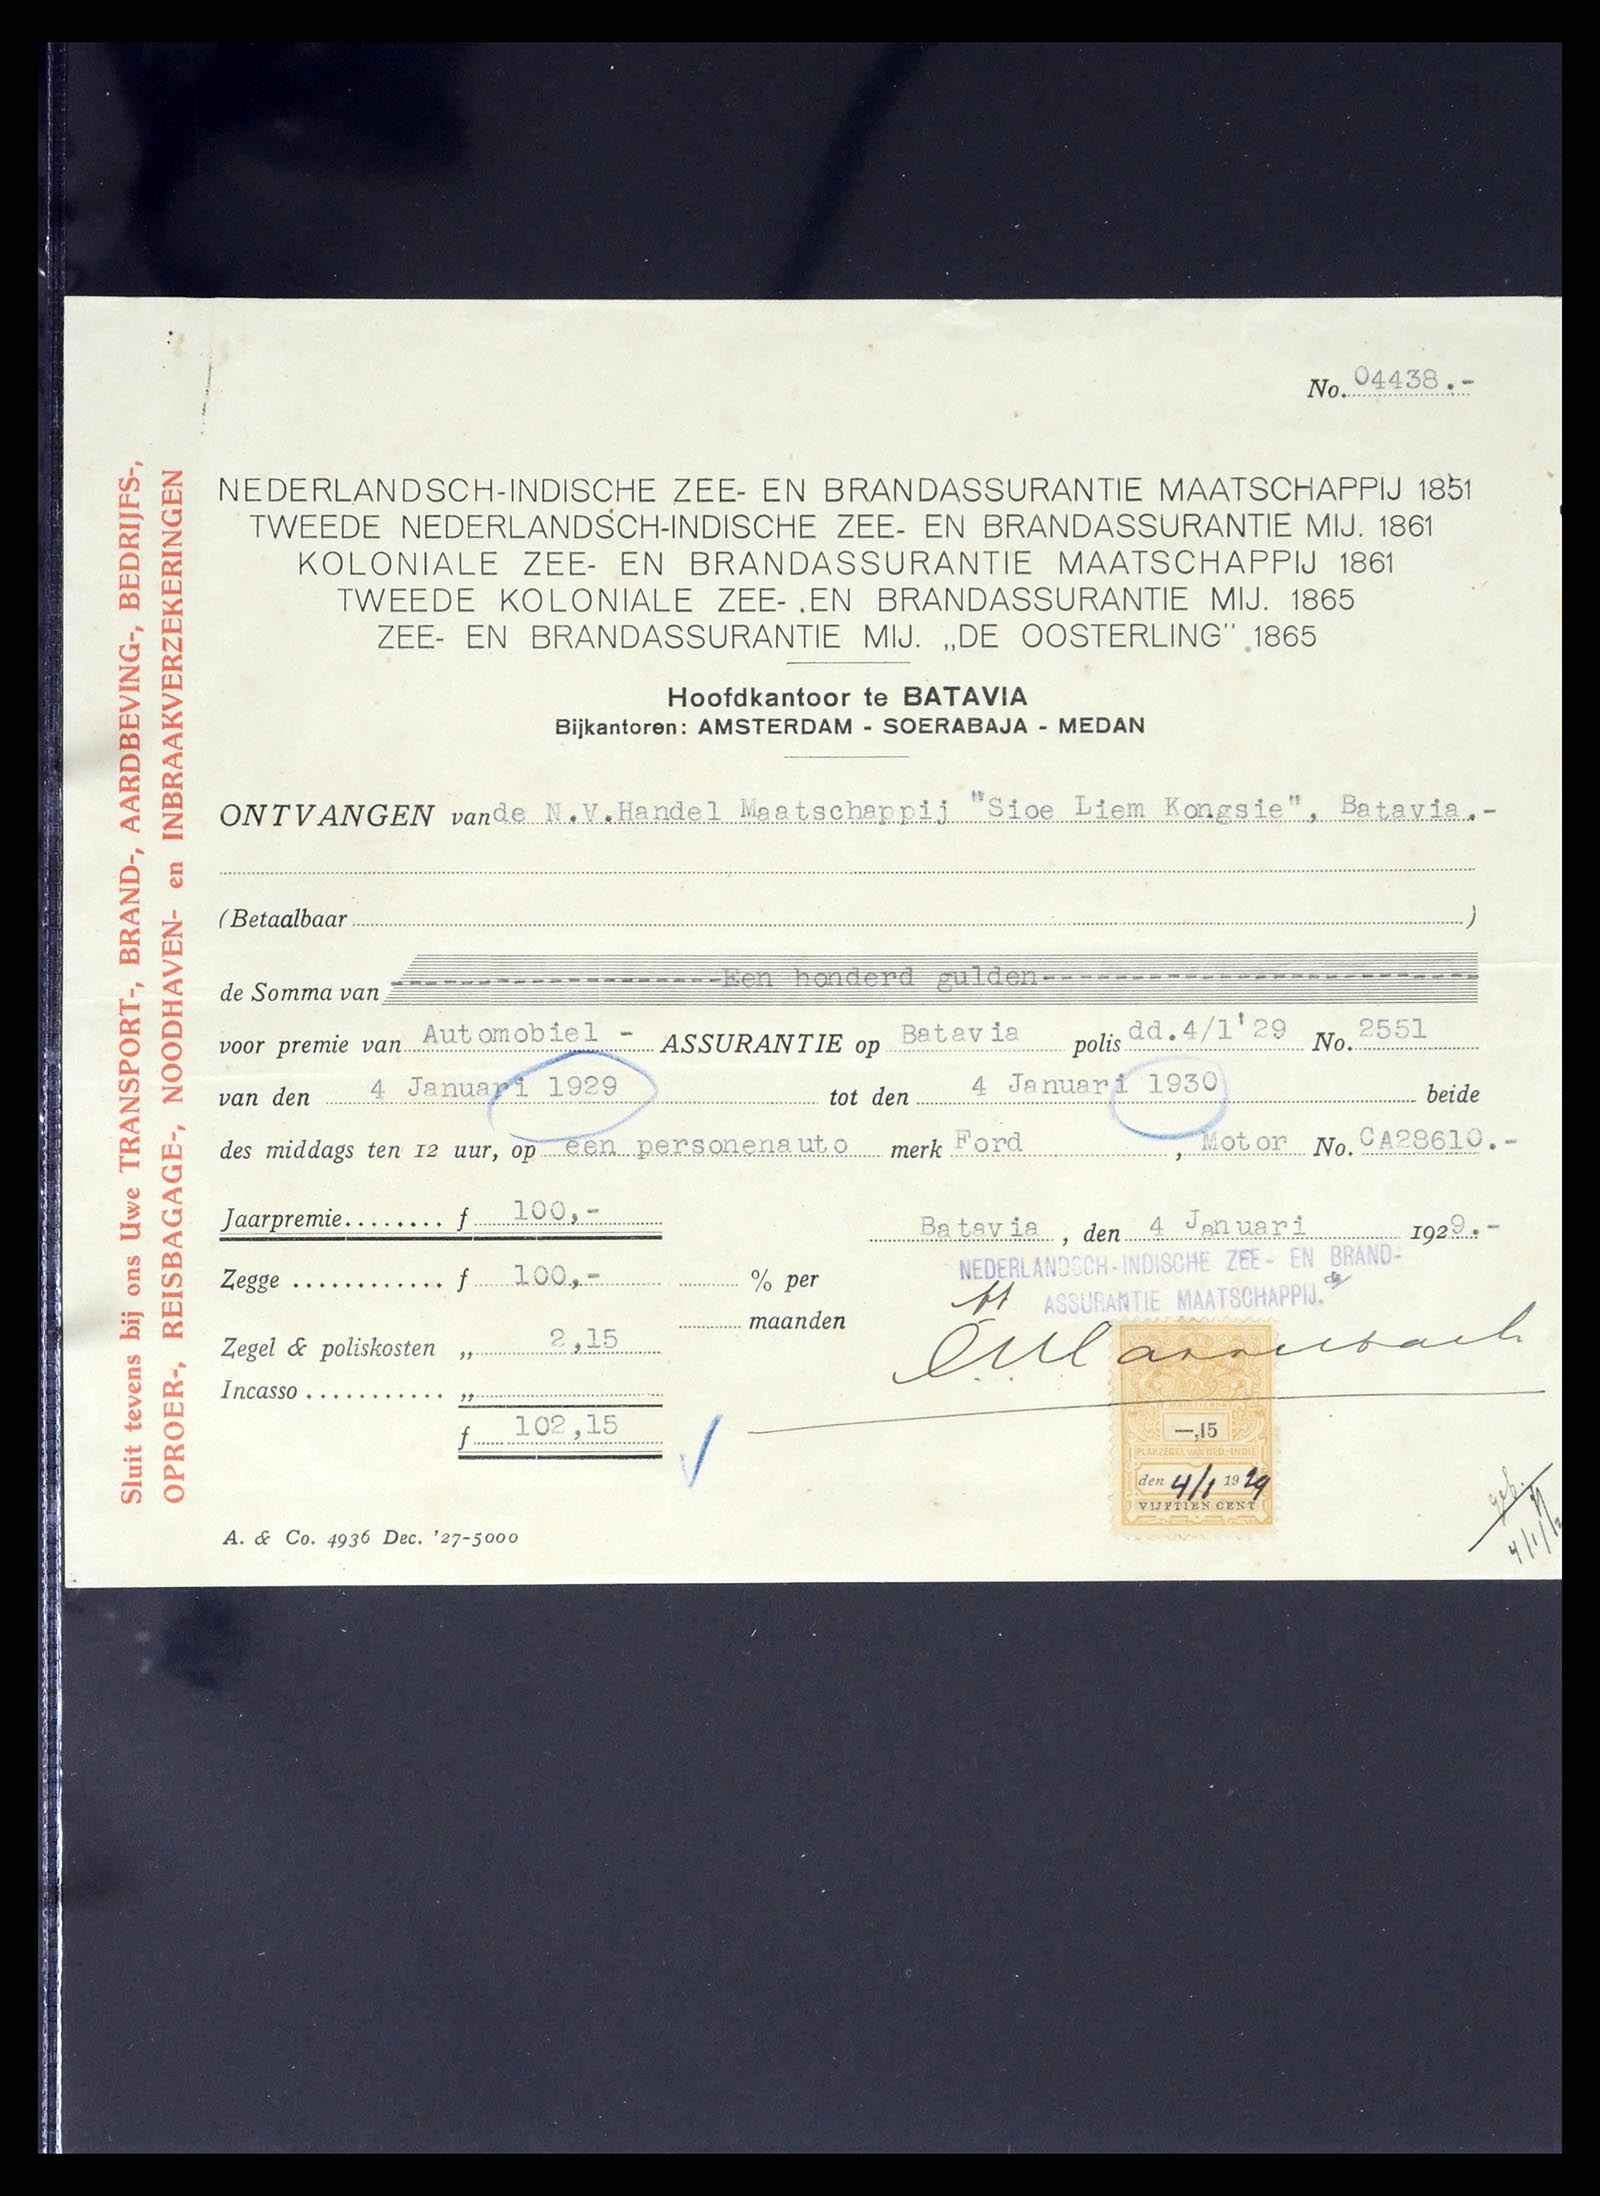 No. 04438.-
NEDERLANDSCH-INDISCHE ZEE- EN BRANDASSURANTIE MAATSCHAPPIJ 1851
TWEEDE NEDERLANDSCH-INDISCHE ZEE- EN BRANDASSURANTIE MIJ. 1861
KOLONIALE ZEE- EN BRANDASSURANTIE MAATSCHAPPIJ 1861
TWEEDE KOLONIALE ZEE- EN BRANDASSURANTIE MIJ. 1865
ZEE- EN BRANDASSURANTIE MIJ. „DE OOSTERLING" 1865
Hoofdkantoor te BATAVIA
Bijkantoren: AMSTERDAM - SOERABAJA - MEDAN
ONTVANGEN van de N.V.Handel Maatschappij "Sioe Liem Kongsie", Batavia.-
(Betaalbaar )
de Somma van Een honderd gulden
voor premie van Automobiel - ASSURANTIE op Batavia polis dd.4/1'29 No. 2551
van den 4 Januari 1929 tot den 4 Januari 1930 beide
des middags ten 12 uur, op een personenauto merk Ford , Motor No. CA28610.-
Jaarpremie........ f 100,-
Batavia , den 4 Januari 1929.-
Zegge ............ f 100,- % per
maanden
NEDERLANDSCH-INDISCHE ZEE- EN BRAND-
ASSURANTIE MAATSCHAPPIJ.
Zegel & poliskosten „ 2,15
Incasso ........... „
f 102,15
—,15
PLAKZEGEL VAN NED.-INDIE
den 4/1 1929
VIJFTIEN CENT
A. & Co. 4936 Dec. '27-5000
Sluit tevens bij ons Uwe TRANSPORT-, BRAND-, AARDBEVING-, BEDRIJFS-,
OPROER-, REISBAGAGE-, NOODHAVEN- en INBRAAKVERZEKERINGEN